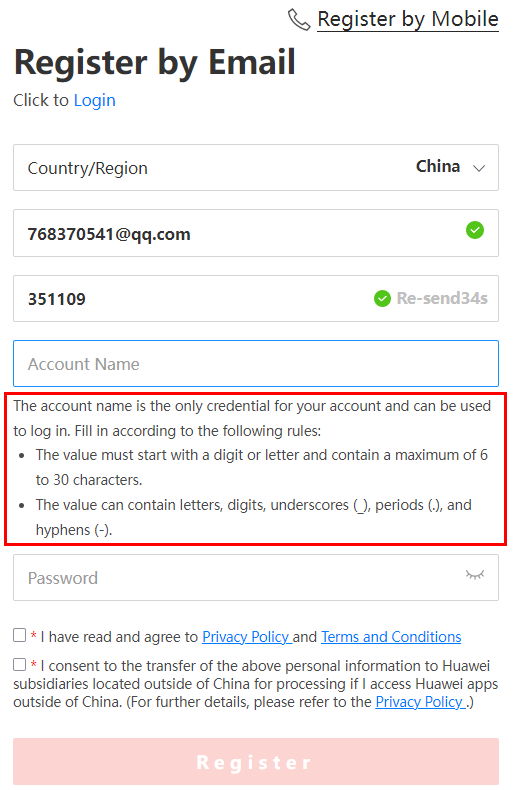 Register by Mobile
Register by Email
Click to Login
Country/Region China
768370541@qq.com
351109 Re-send34s
Account Name
The account name is the only credential for your account and can be used
to log in. Fill in according to the following rules:
• The value must start with a digit or letter and contain a maximum of 6
to 30 characters.
• The value can contain letters, digits, underscores (_), periods (.), and
hyphens (-).
Password
* I have read and agree to Privacy Policy and Terms and Conditions
* I consent to the transfer of the above personal information to Huawei
subsidiaries located outside of China for processing if I access Huawei apps
outside of China. (For further details, please refer to the Privacy Policy .)
Register